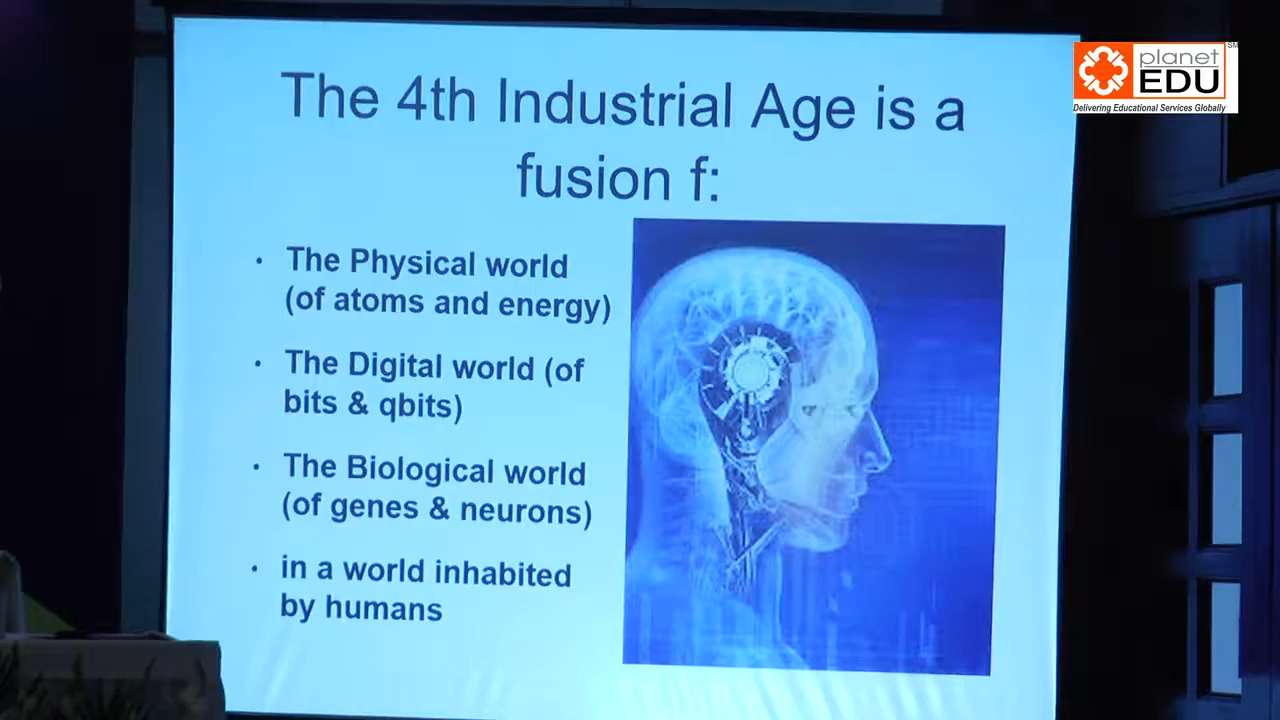 The 4th Industrial Age is a
fusion f:
• The Physical world
(of atoms and energy)
• The Digital world (of
bits & qbits)
• The Biological world
(of genes & neurons)
• in a world inhabited
by humans
planet SM
EDU
Delivering Educational Services Globally